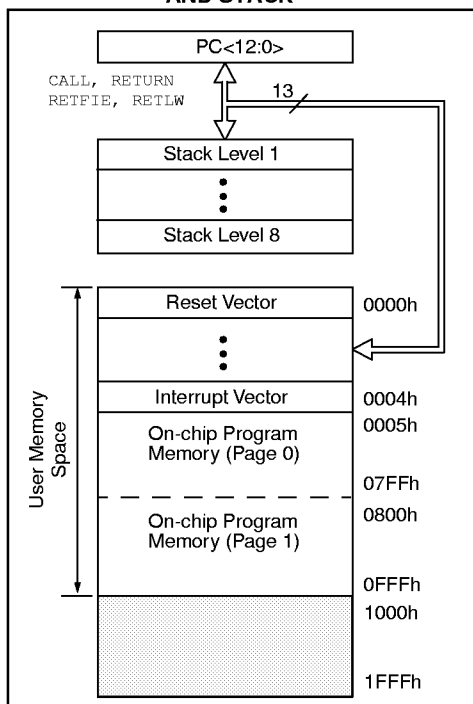 AND STACK
PC<12:0>
CALL, RETURN
RETFIE, RETLW
13
Stack Level 1
Stack Level 8
User Memory
Space
Reset Vector
0000h
Interrupt Vector
0004h
0005h
On-chip Program
Memory (Page 0)
07FFh
0800h
On-chip Program
Memory (Page 1)
0FFFh
1000h
1FFFh